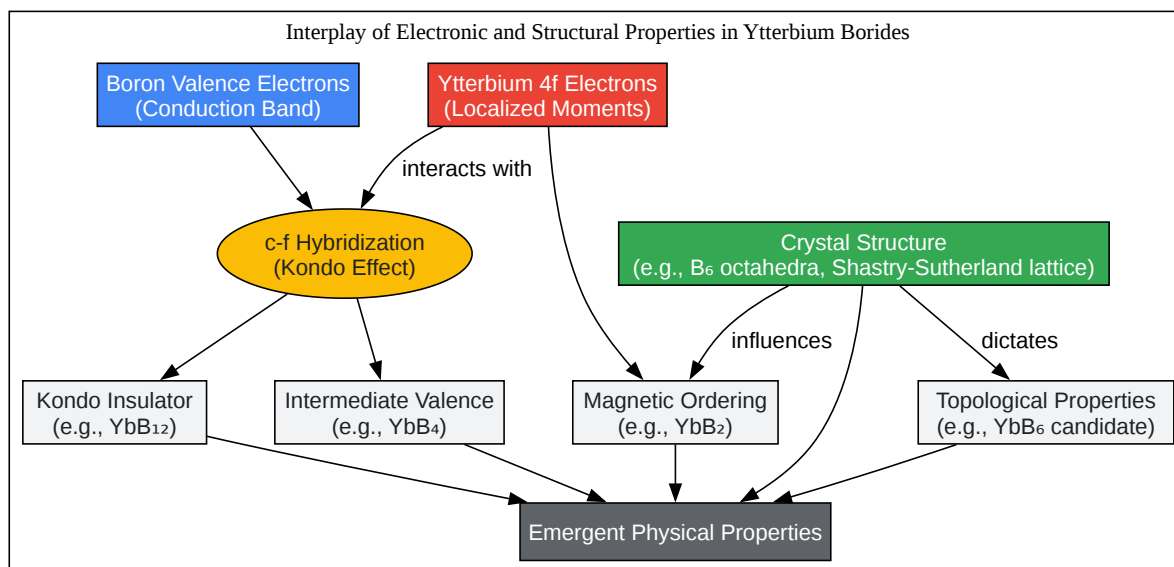 Interplay of Electronic and Structural Properties in Ytterbium Borides
Boron Valence Electrons
(Conduction Band)
Ytterbium 4f Electrons
(Localized Moments)
interacts with
c-f Hybridization
(Kondo Effect)
Crystal Structure
(e.g., B₆ octahedra, Shastry-Sutherland lattice)
influences
dictates
Kondo Insulator
(e.g., YbB₁₂)
Intermediate Valence
(e.g., YbB₄)
Magnetic Ordering
(e.g., YbB₂)
Topological Properties
(e.g., YbB₆ candidate)
Emergent Physical Properties